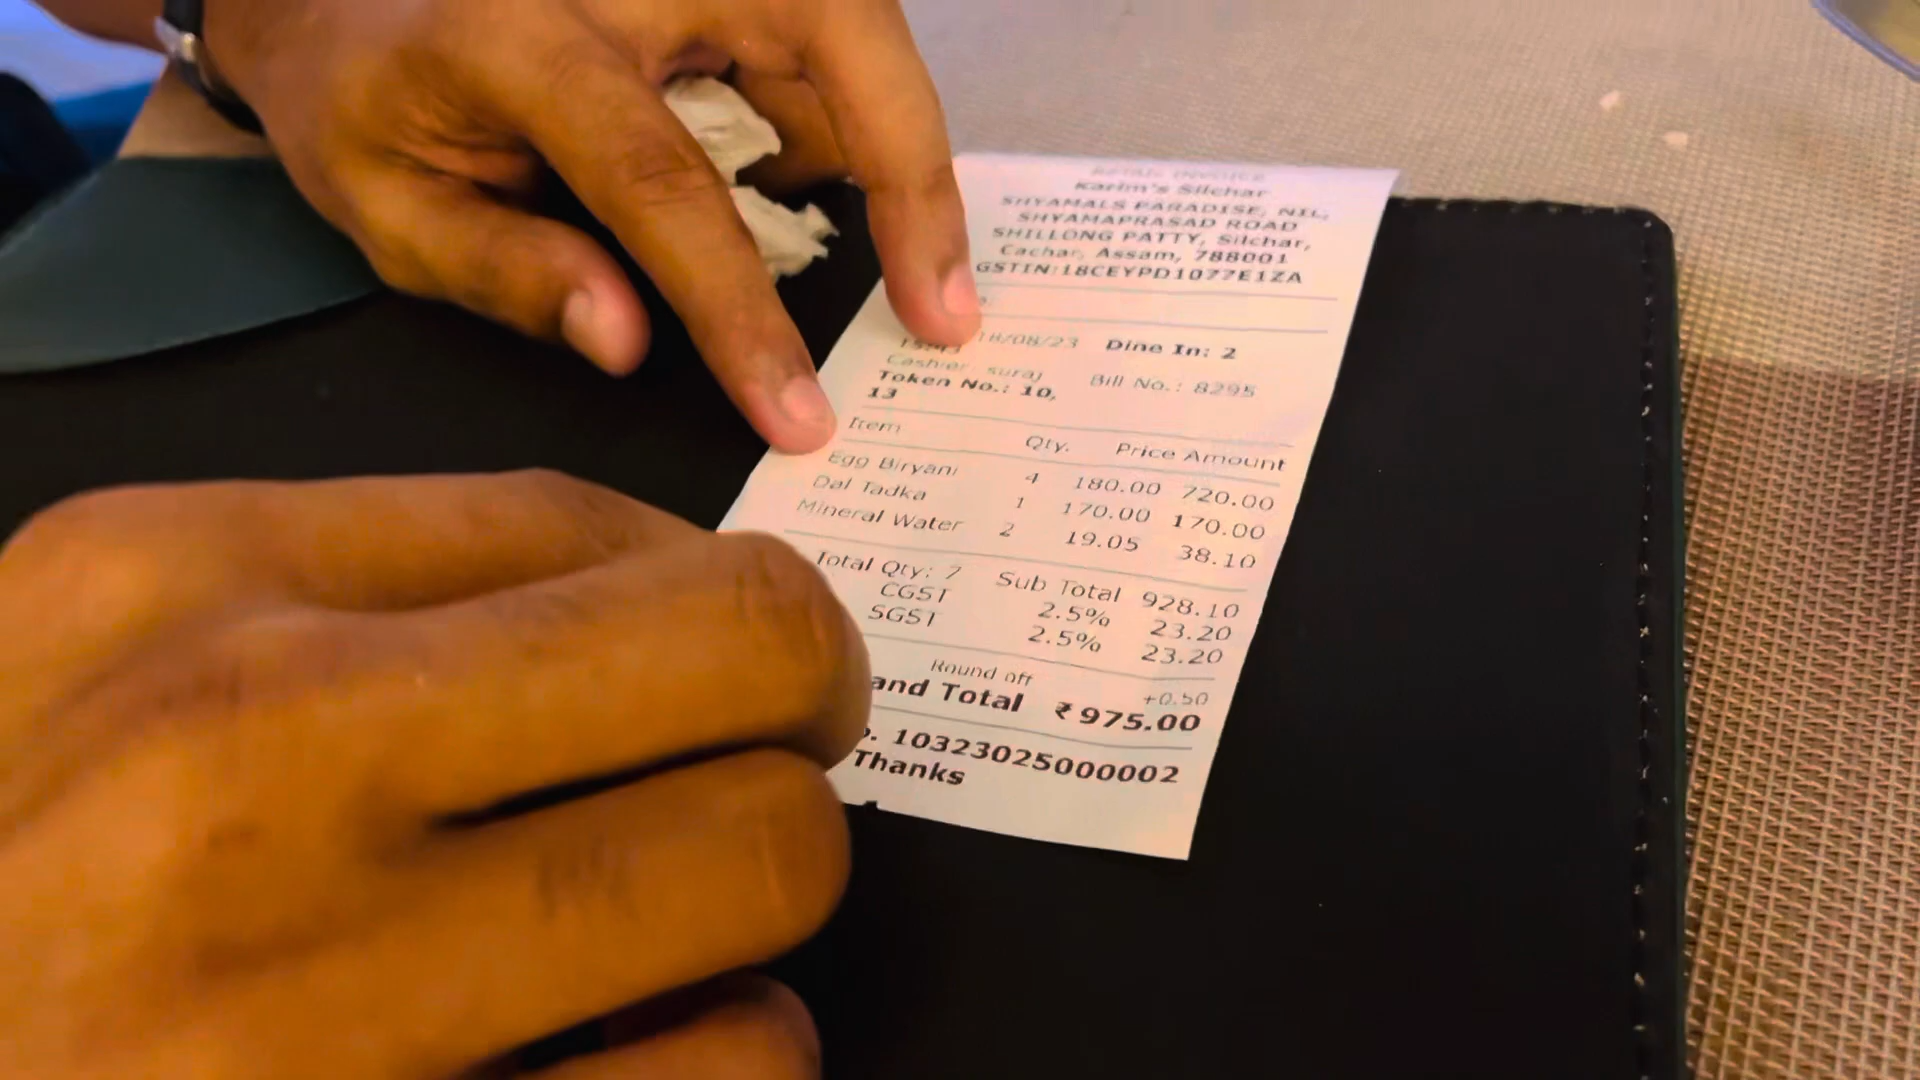 RETAIL INVOICE
Karim's Silchar
SHYAMALS PARADISE, NIL,
SHYAMAPRASAD ROAD
SHILLONG PATTY, Silchar,
Cachar, Assam, 788001
GSTIN:18CEYPD1077E1ZA
18/08/23 Dine In: 2
Cashier: suraj Bill No.: 8295
Token No.: 10,
13
Item Qty. Price Amount
Egg Biryani 4 180.00 720.00
Dal Tadka 1 170.00 170.00
Mineral Water 2 19.05 38.10
Total Qty: 7 Sub Total 928.10
CGST 2.5% 23.20
SGST 2.5% 23.20
Round off +0.50
and Total ₹975.00
. 10323025000002
Thanks